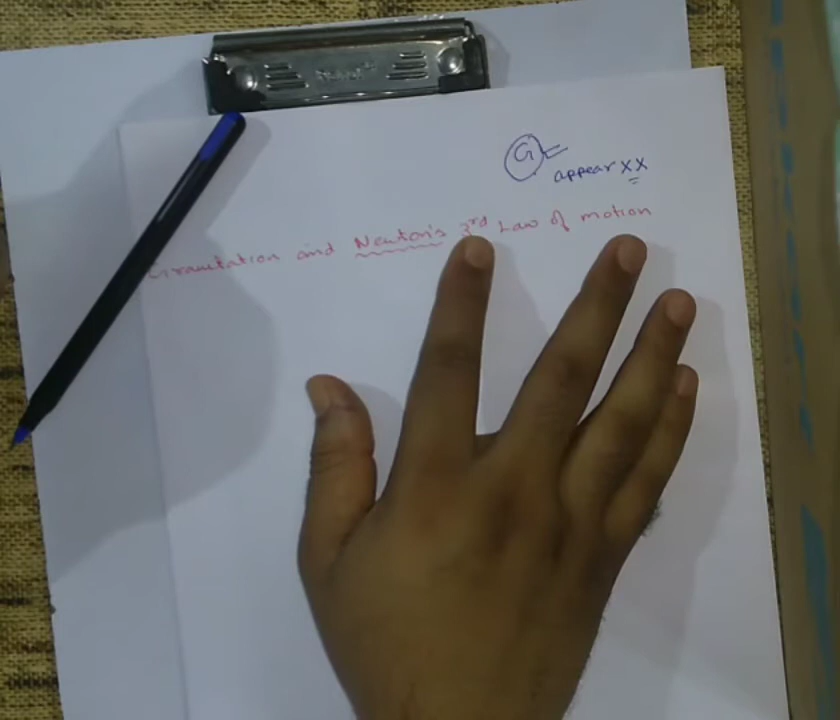 G =
appear xx
Gravitation and Newton's 3rd Law of motion